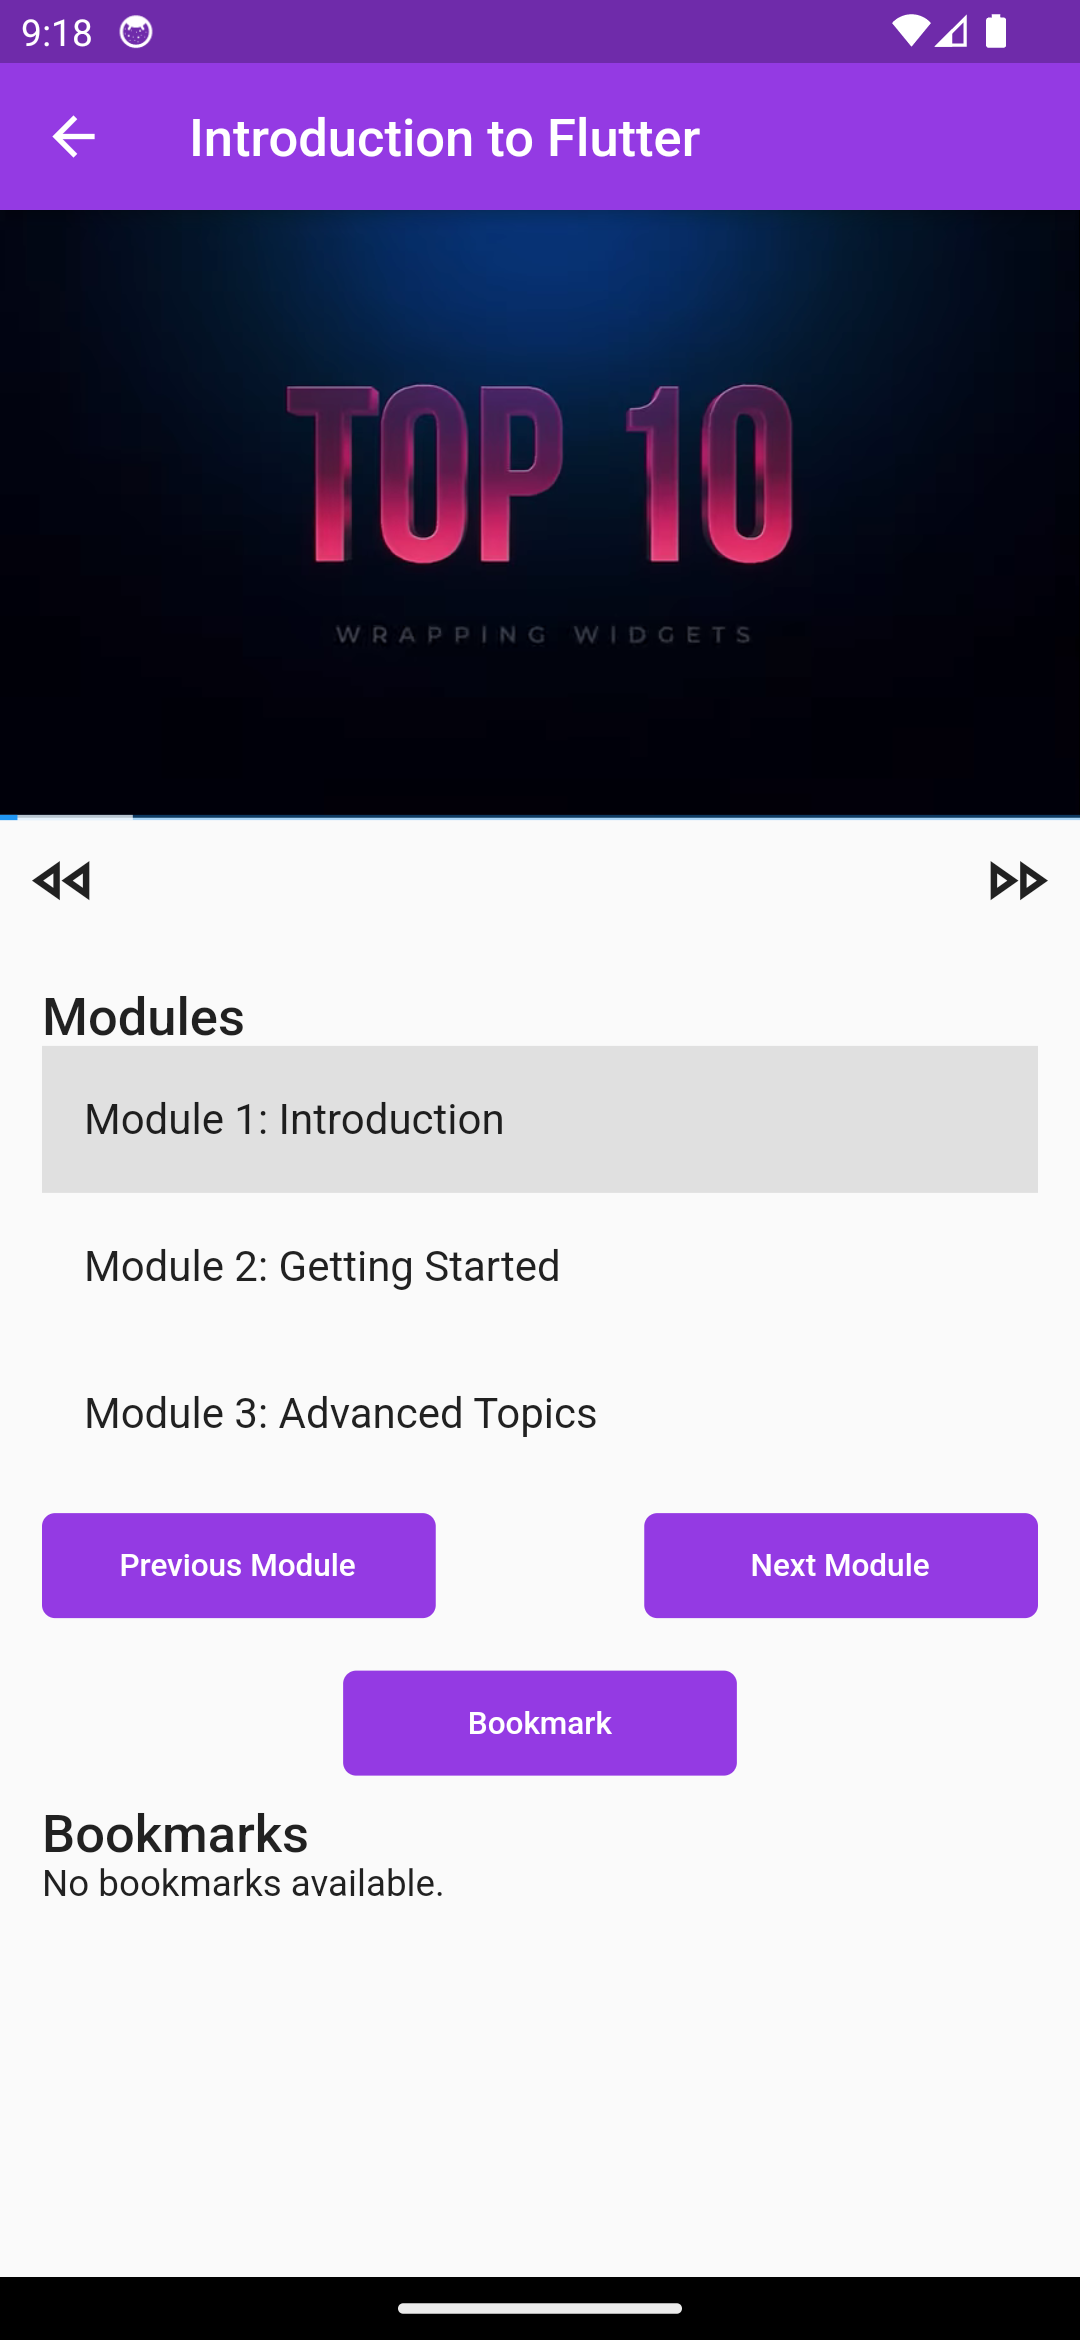 9:18
Introduction to Flutter
TOP 10
WRAPPING WIDGETS
Modules
Module 1: Introduction
Module 2: Getting Started
Module 3: Advanced Topics
Previous Module
Next Module
Bookmark
Bookmarks
No bookmarks available.